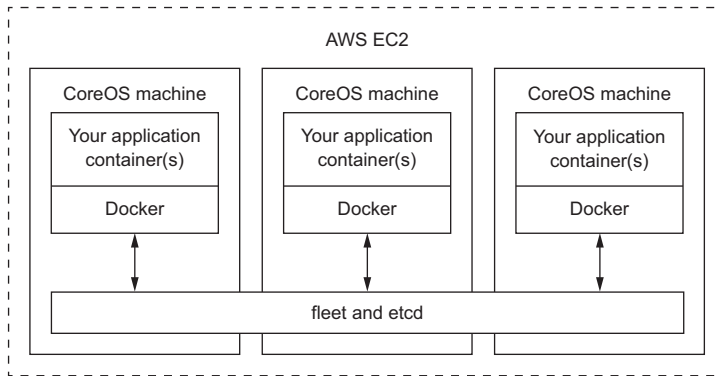 AWS EC2
CoreOS machine
Your application
container(s)
Docker
CoreOS machine
Your application
container(s)
Docker
CoreOS machine
Your application
container(s)
Docker
fleet and etcd